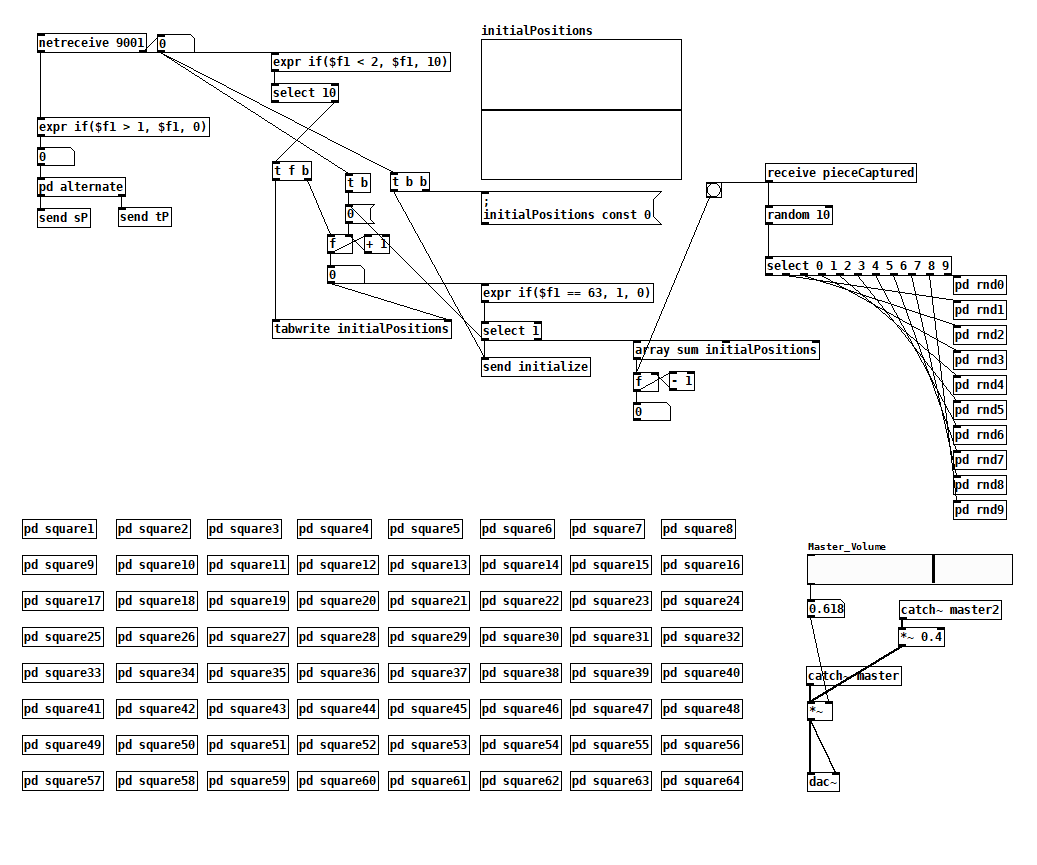 initialPositions
netreceive 9001
0
expr if($f1 < 2, $f1, 10)
select 10
expr if($f1 > 1, $f1, 0)
0
pd alternate
send sP
send tP
t f b
t b
t b b
0
;
initialPositions const 0
f
+ 1
0
expr if($f1 == 63, 1, 0)
tabwrite initialPositions
select 1
send initialize
array sum initialPositions
f
- 1
0
receive pieceCaptured
random 10
select 0 1 2 3 4 5 6 7 8 9
pd rnd0
pd rnd1
pd rnd2
pd rnd3
pd rnd4
pd rnd5
pd rnd6
pd rnd7
pd rnd8
pd rnd9
pd square1 pd square2 pd square3 pd square4 pd square5 pd square6 pd square7 pd square8
pd square9 pd square10 pd square11 pd square12 pd square13 pd square14 pd square15 pd square16
pd square17 pd square18 pd square19 pd square20 pd square21 pd square22 pd square23 pd square24
pd square25 pd square26 pd square27 pd square28 pd square29 pd square30 pd square31 pd square32
pd square33 pd square34 pd square35 pd square36 pd square37 pd square38 pd square39 pd square40
pd square41 pd square42 pd square43 pd square44 pd square45 pd square46 pd square47 pd square48
pd square49 pd square50 pd square51 pd square52 pd square53 pd square54 pd square55 pd square56
pd square57 pd square58 pd square59 pd square60 pd square61 pd square62 pd square63 pd square64
Master_Volume
0.618
catch~ master2
*~ 0.4
catch~ master
*~
dac~